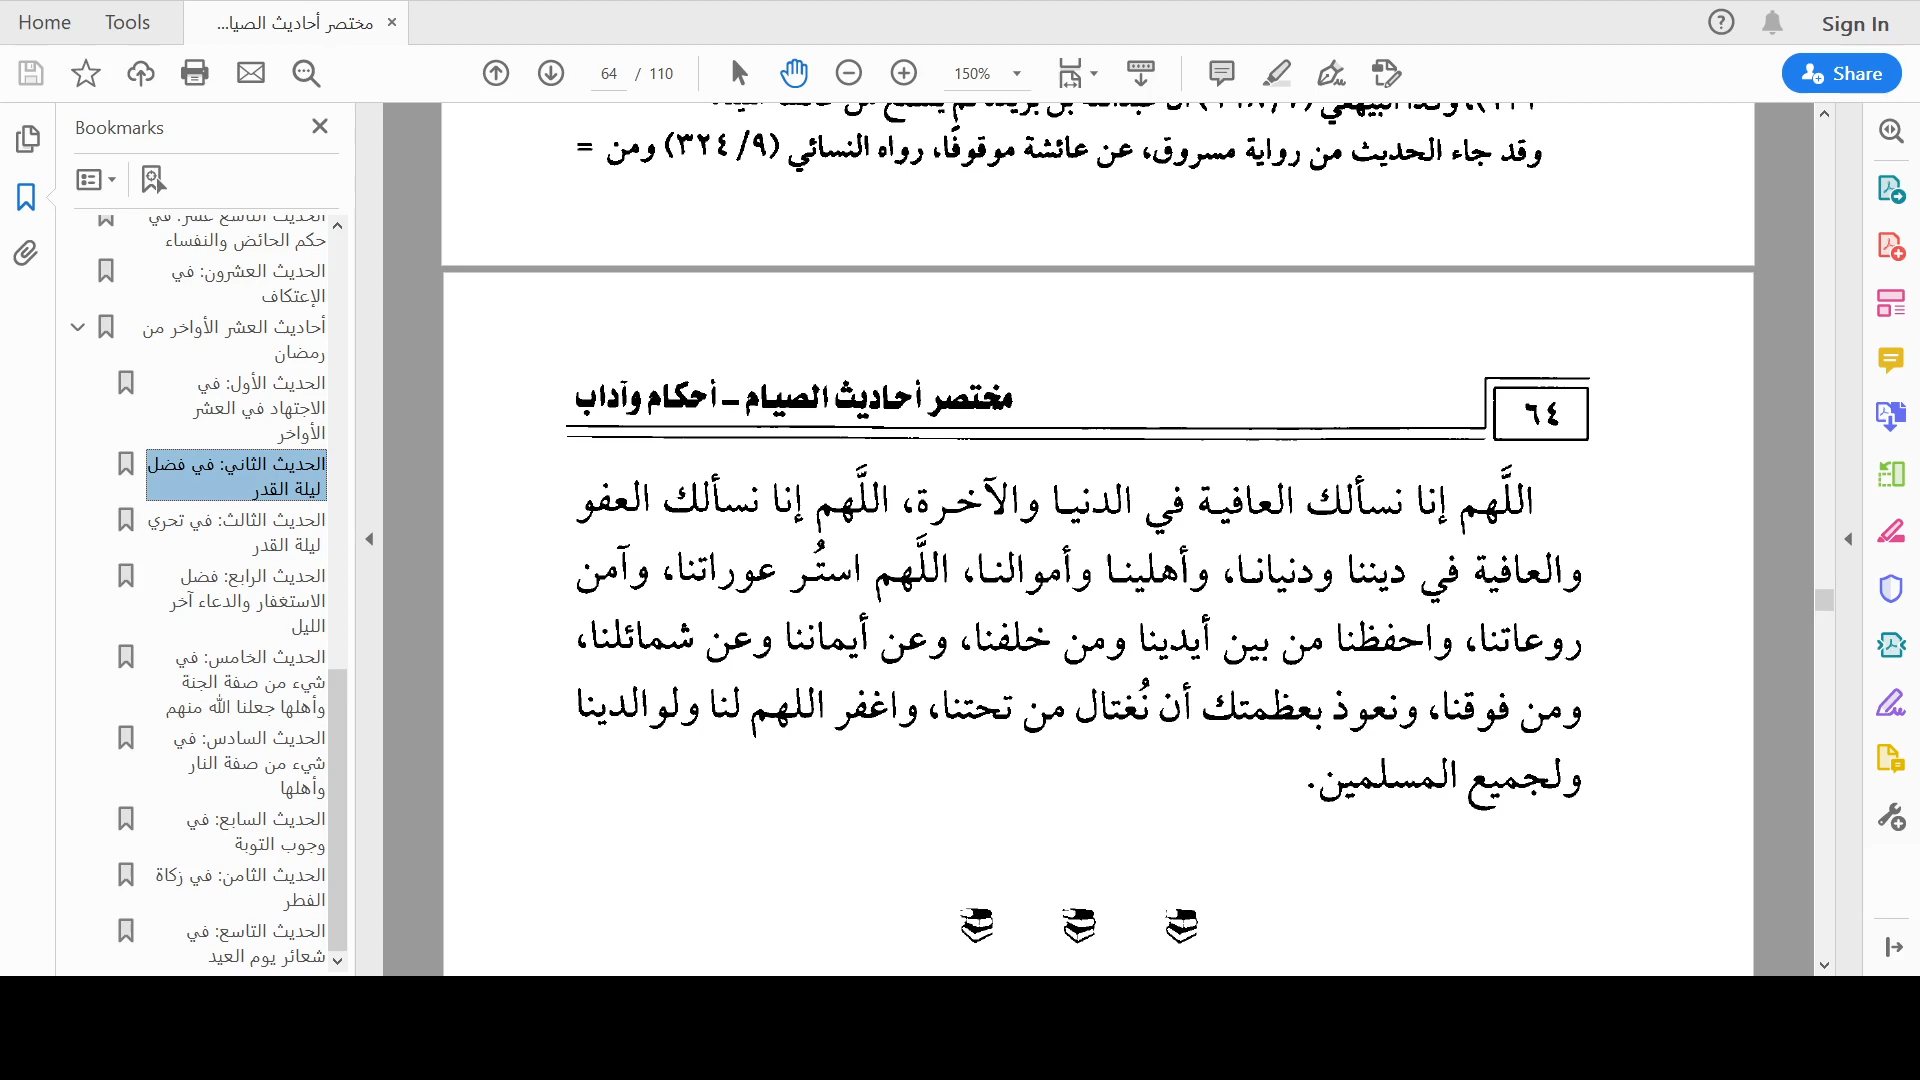 Home Tools مختصر أحاديث الصيا... Sign In
64 / 110 150% Share
Bookmarks
حكم الحائض والنفساء
الحديث العشرون: في
الإعتكاف
أحاديث العشر الأواخر من
رمضان
الحديث الأول: في
الاجتهاد في العشر
الأواخر
الحديث الثاني: في فضل
ليلة القدر
الحديث الثالث: في تحري
ليلة القدر
الحديث الرابع: فضل
الاستغفار والدعاء آخر
الليل
الحديث الخامس: في
شيء من صفة الجنة
وأهلها جعلنا الله منهم
الحديث السادس: في
شيء من صفة النار
وأهلها
الحديث السابع: في
وجوب التوبة
الحديث الثامن: في زكاة
الفطر
الحديث التاسع: في
شعائر يوم العيد
وقد جاء الحديث من رواية مسروق، عن عائشة موقوفًا، رواه النسائي (٩/ ٣٢٤) ومن =
٦٤
مختصر أحاديث الصيام - أحكام وآداب
اللَّهم إنا نسألك العافية في الدنيا والآخرة، اللَّهم إنا نسألك العفو
والعافية في ديننا ودنيانا، وأهلينا وأموالنا، اللَّهم استُر عوراتنا، وآمن
روعاتنا، واحفظنا من بين أيدينا ومن خلفنا، وعن أيماننا وعن شمائلنا،
ومن فوقنا، ونعوذ بعظمتك أن نُغتال من تحتنا، واغفر اللهم لنا ولوالدينا
ولجميع المسلمين.